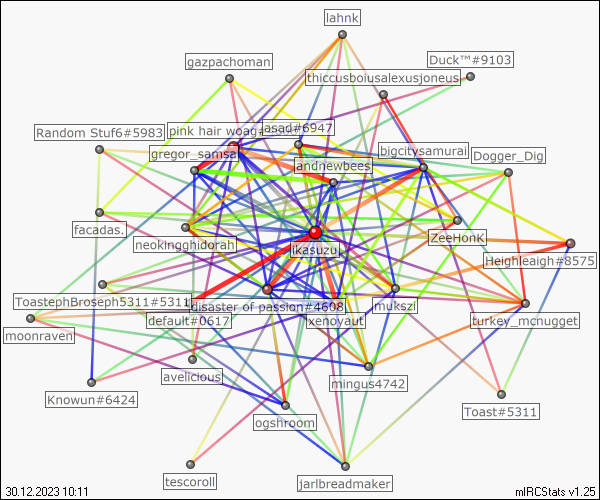 lahnk
Duck™#9103
gazpachoman
thiccusboiusalexusjoneus
Random Stuf6#5983
pink hair woag
asad#6947
gregor_samsa
bigcitysamurai
andnewbees
Dogger_Dig
facadas.
neokingghidorah
ikasuzu
ZeeHonK
Heighleaigh#8575
ToastephBroseph5311#5311
disaster of passion#4608
mukszi
moonraven
default#0617
xenovaut
turkey_mcnugget
avelicious
mingus4742
Knowun#6424
Toast#5311
ogshroom
tescoroll
jarlbreadmaker
30.12.2023 10:11
mIRCStats v1.25